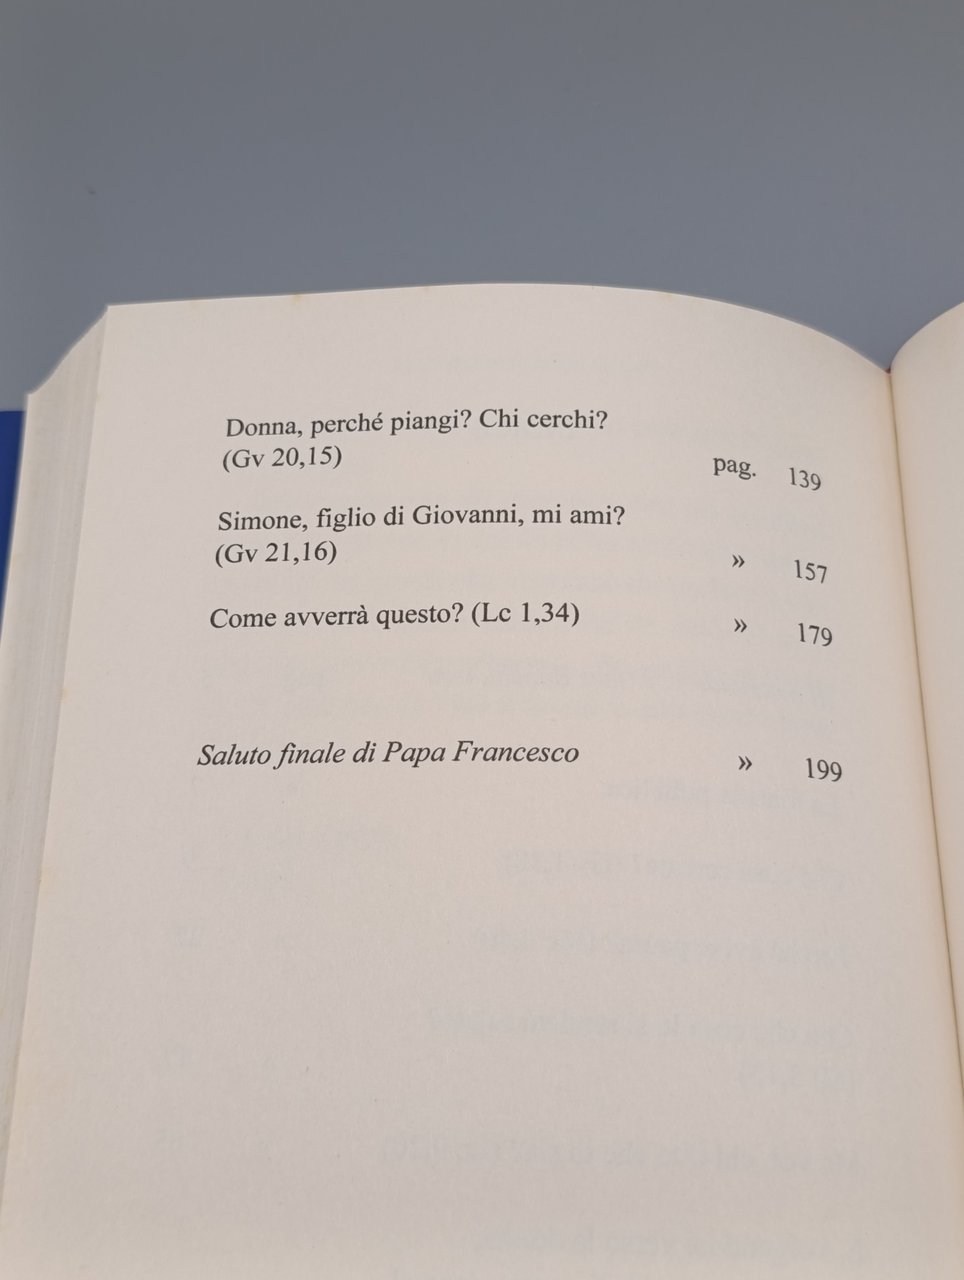 Donna, perché piangi? Chi cerchi?
(Gv 20,15) pag. 139
Simone, figlio di Giovanni, mi ami?
(Gv 21,16) » 157
Come avverrà questo? (Lc 1,34) » 179
Saluto finale di Papa Francesco » 199